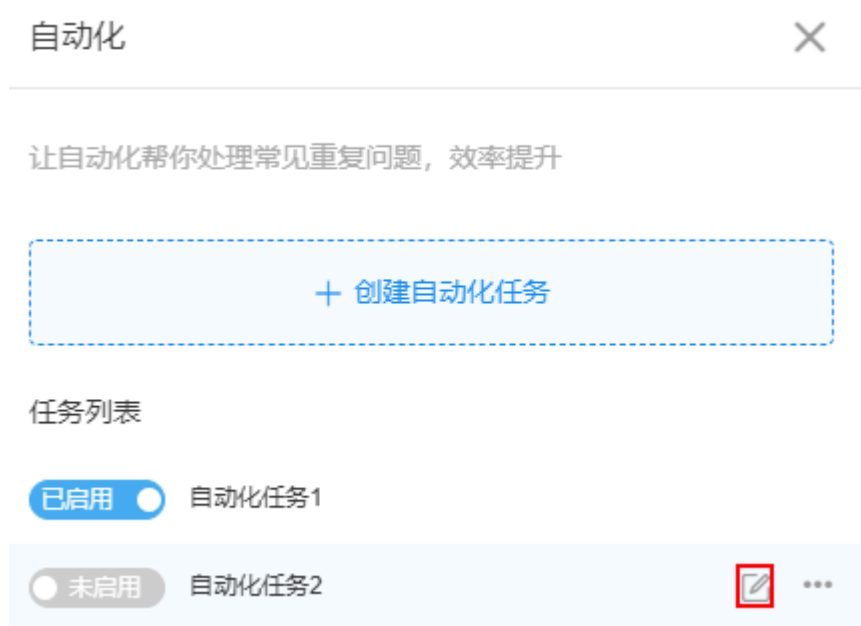 自动化
让自动化帮你处理常见重复问题，效率提升
+ 创建自动化任务
任务列表
已启用 自动化任务1
未启用 自动化任务2